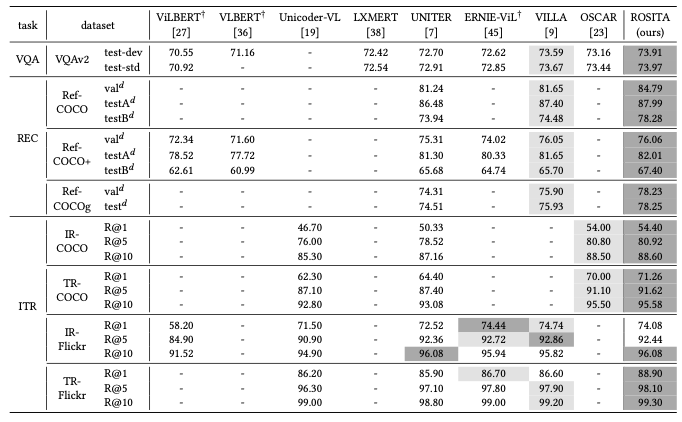 task dataset ViLBERT† VLBERT† Unicoder-VL LXMERT UNITER ERNIE-ViL† VILLA OSCAR ROSITA
[27] [36] [19] [38] [7] [45] [9] [23] (ours)
VQA VQAv2 test-dev 70.55 71.16 - 72.42 72.70 72.62 73.59 73.16 73.91
test-std 70.92 - - 72.54 72.91 72.85 73.67 73.44 73.97
REC Ref-COCO val^d - - - - 81.24 - 81.65 - 84.79
testA^d - - - - 86.48 - 87.40 - 87.99
testB^d - - - - 73.94 - 74.48 - 78.28
Ref-COCO+ val^d 72.34 71.60 - - 75.31 74.02 76.05 - 76.06
testA^d 78.52 77.72 - - 81.30 80.33 81.65 - 82.01
testB^d 62.61 60.99 - - 65.68 64.74 65.70 - 67.40
Ref-COCOg val^d - - - - 74.31 - 75.90 - 78.23
test^d - - - - 74.51 - 75.93 - 78.25
ITR IR-COCO R@1 - - 46.70 - 50.33 - - 54.00 54.40
R@5 - - 76.00 - 78.52 - - 80.80 80.92
R@10 - - 85.30 - 87.16 - - 88.50 88.60
TR-COCO R@1 - - 62.30 - 64.40 - - 70.00 71.26
R@5 - - 87.10 - 87.40 - - 91.10 91.62
R@10 - - 92.80 - 93.08 - - 95.50 95.58
IR-Flickr R@1 58.20 - 71.50 - 72.52 74.44 74.74 - 74.08
R@5 84.90 - 90.90 - 92.36 92.72 92.86 - 92.44
R@10 91.52 - 94.90 - 96.08 95.94 95.82 - 96.08
TR-Flickr R@1 - - 86.20 - 85.90 86.70 86.60 - 88.90
R@5 - - 96.30 - 97.10 97.80 97.90 - 98.10
R@10 - - 99.00 - 98.80 99.00 99.20 - 99.30